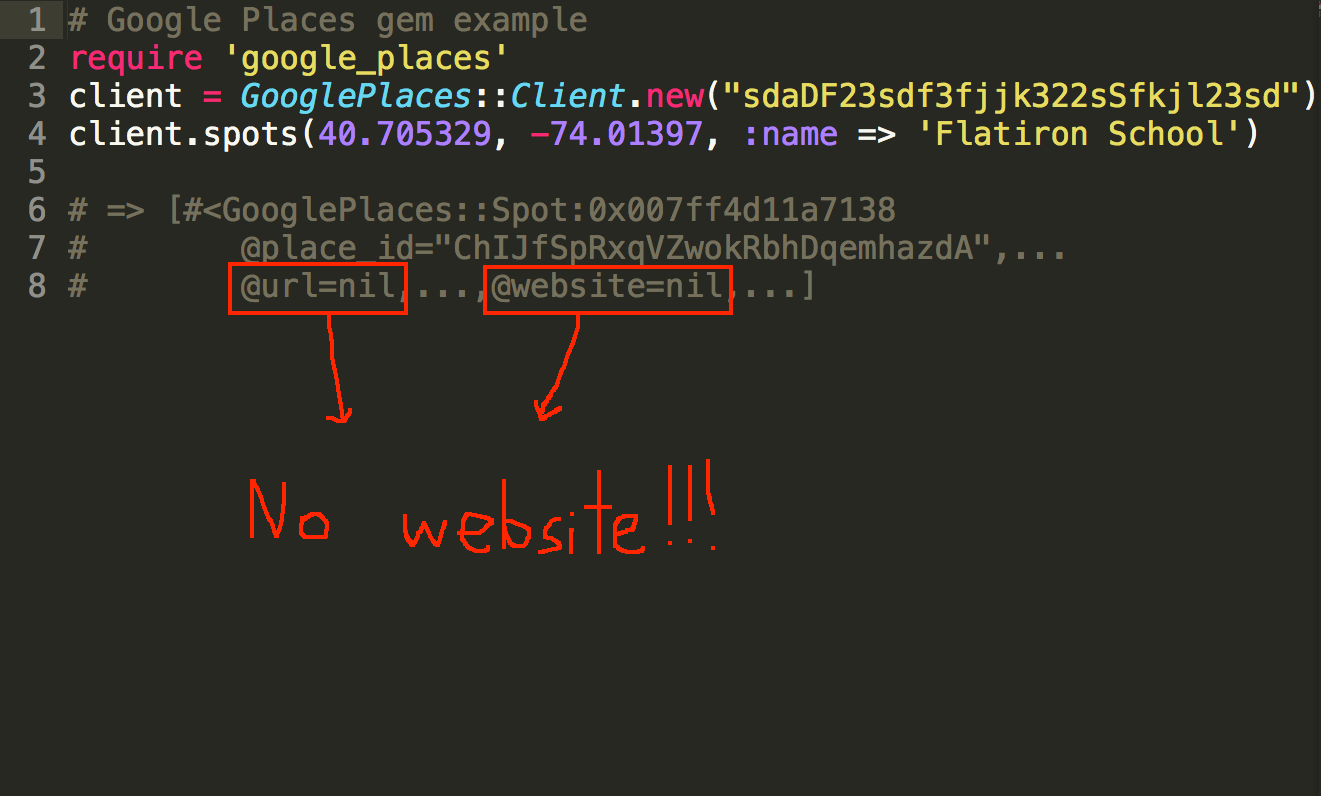 1 # Google Places gem example
2 require 'google_places'
3 client = GooglePlaces::Client.new("sdaDF23sdf3fjjk322sSfkjl23sd")
4 client.spots(40.705329, -74.01397, :name => 'Flatiron School')
5
6 # => [#<GooglePlaces::Spot:0x007ff4d11a7138
7 #        @place_id="ChIJfSpRxqVZwokRbhDqemhazdA",...
8 #        @url=nil,...,@website=nil,...]
No website!!!